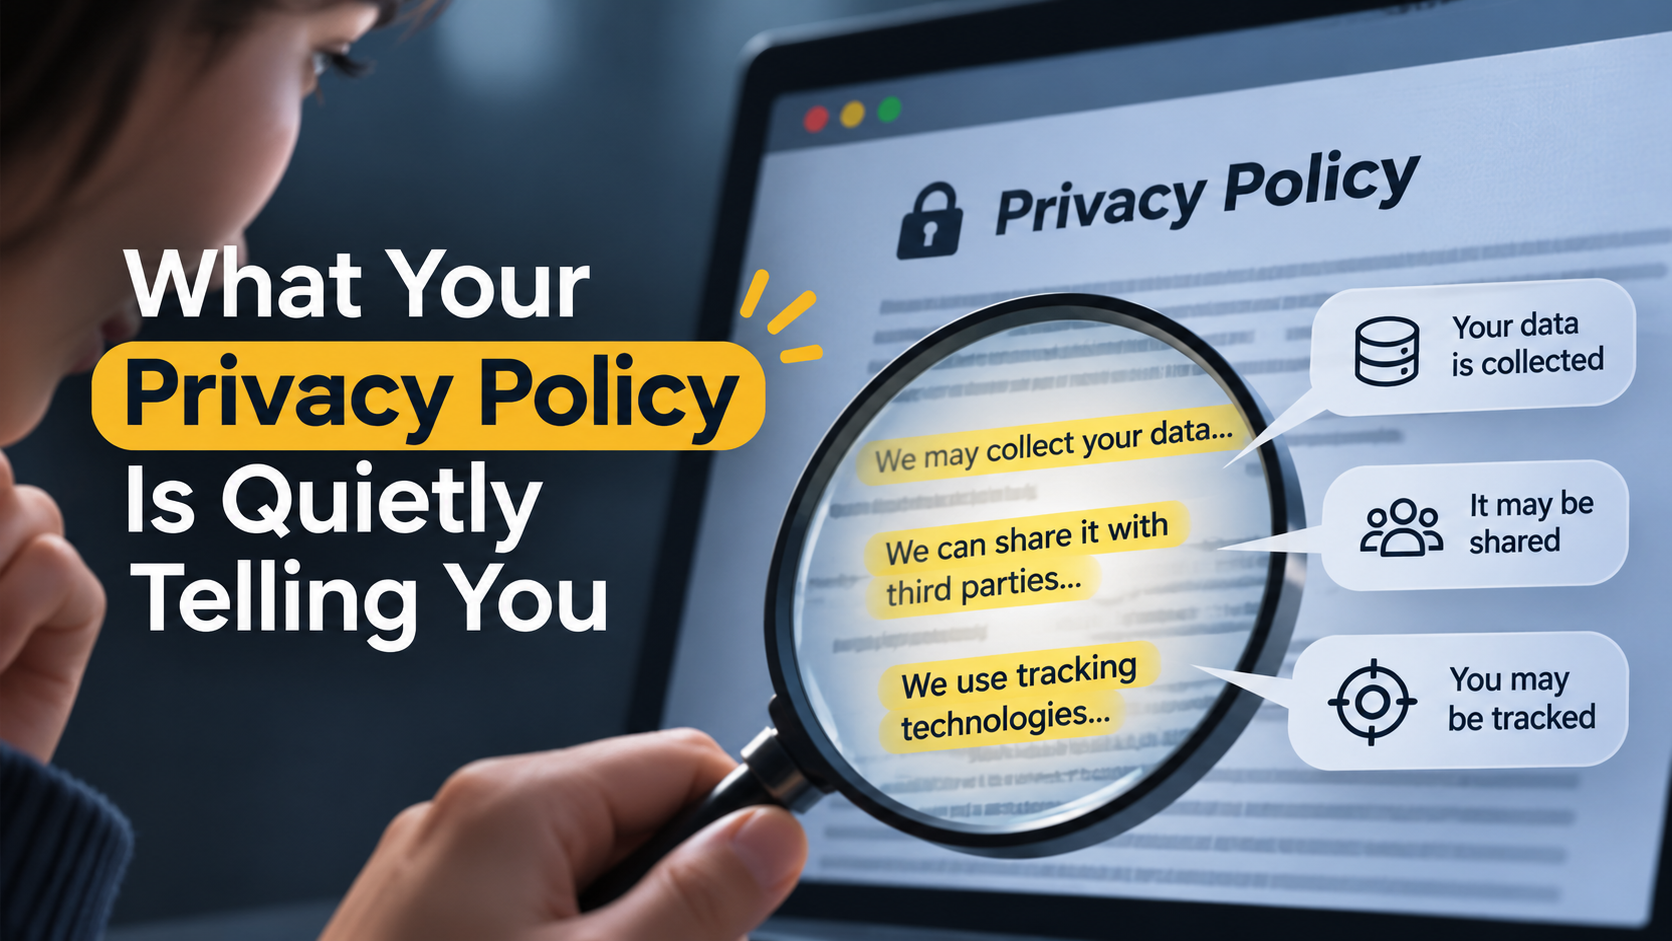 What Your
Privacy Policy
Is Quietly
Telling You
Privacy Policy
We may collect your data...
We can share it with
third parties...
We use tracking
technologies...
Your data
is collected
It may be
shared
You may
be tracked